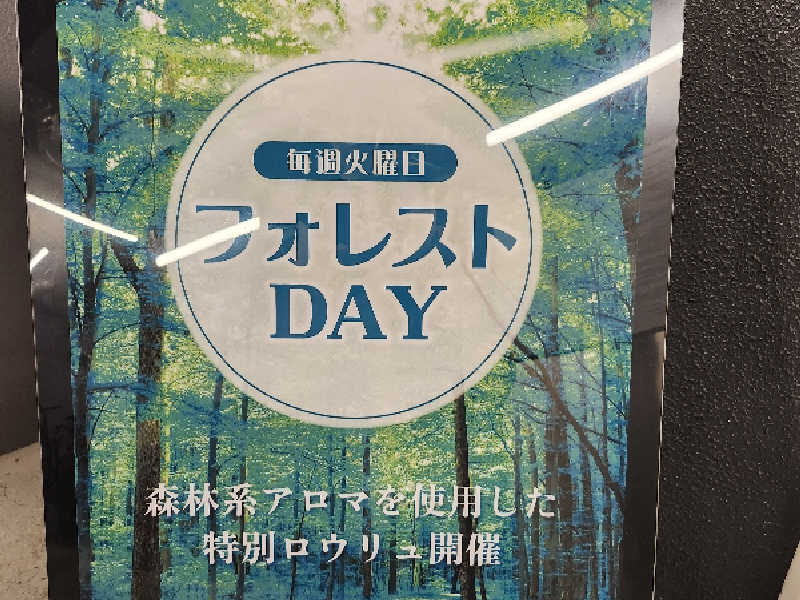 毎週火曜日
フォレスト
DAY
森林系アロマを使用した
特別ロウリュ開催